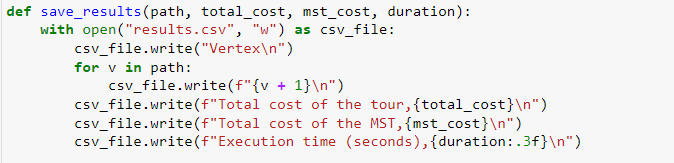 def save_results(path, total_cost, mst_cost, duration):
    with open("results.csv", "w") as csv_file:
        csv_file.write("Vertex\n")
        for v in path:
            csv_file.write(f"{v + 1}\n")
        csv_file.write(f"Total cost of the tour,{total_cost}\n")
        csv_file.write(f"Total cost of the MST,{mst_cost}\n")
        csv_file.write(f"Execution time (seconds),{duration:.3f}\n")